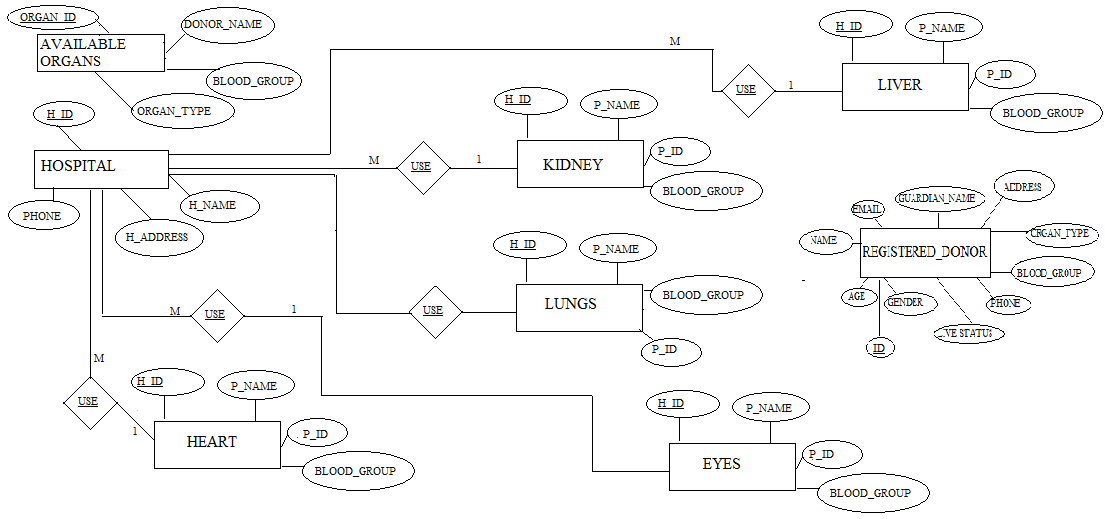 ORGAN_ID
DONOR_NAME
AVAILABLE
ORGANS
BLOOD_GROUP
ORGAN_TYPE
H_ID
HOSPITAL
PHONE
H_NAME
H_ADDRESS
M
USE
1
H_ID
P_NAME
LIVER
P_ID
BLOOD_GROUP
M
USE
1
H_ID
P_NAME
KIDNEY
P_ID
BLOOD_GROUP
USE
H_ID
P_NAME
LUNGS
BLOOD_GROUP
P_ID
M
USE
1
H_ID
P_NAME
EYES
P_ID
BLOOD_GROUP
M
USE
1
H_ID
P_NAME
HEART
P_ID
BLOOD_GROUP
GUARDIAN_NAME
ADDRESS
EMAIL
NAME
REGISTERED_DONOR
BLOOD_GROUP
AGE
GENDER
PHONE
ID